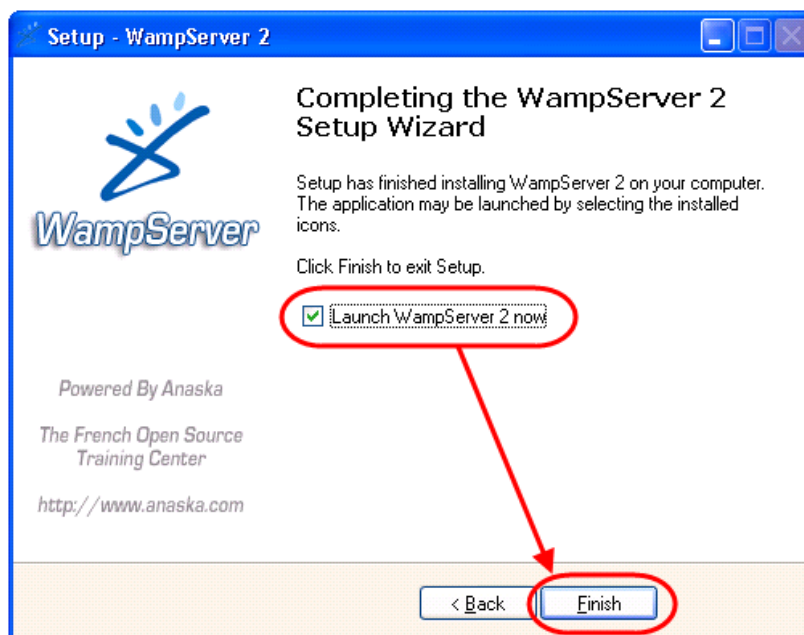 Setup - WampServer 2
Completing the WampServer 2
Setup Wizard
Setup has finished installing WampServer 2 on your computer.
The application may be launched by selecting the installed
icons.
Click Finish to exit Setup.
Launch WampServer 2 now
WampServer
Powered By Anaska
The French Open Source
Training Center
http://www.anaska.com
< Back
Finish